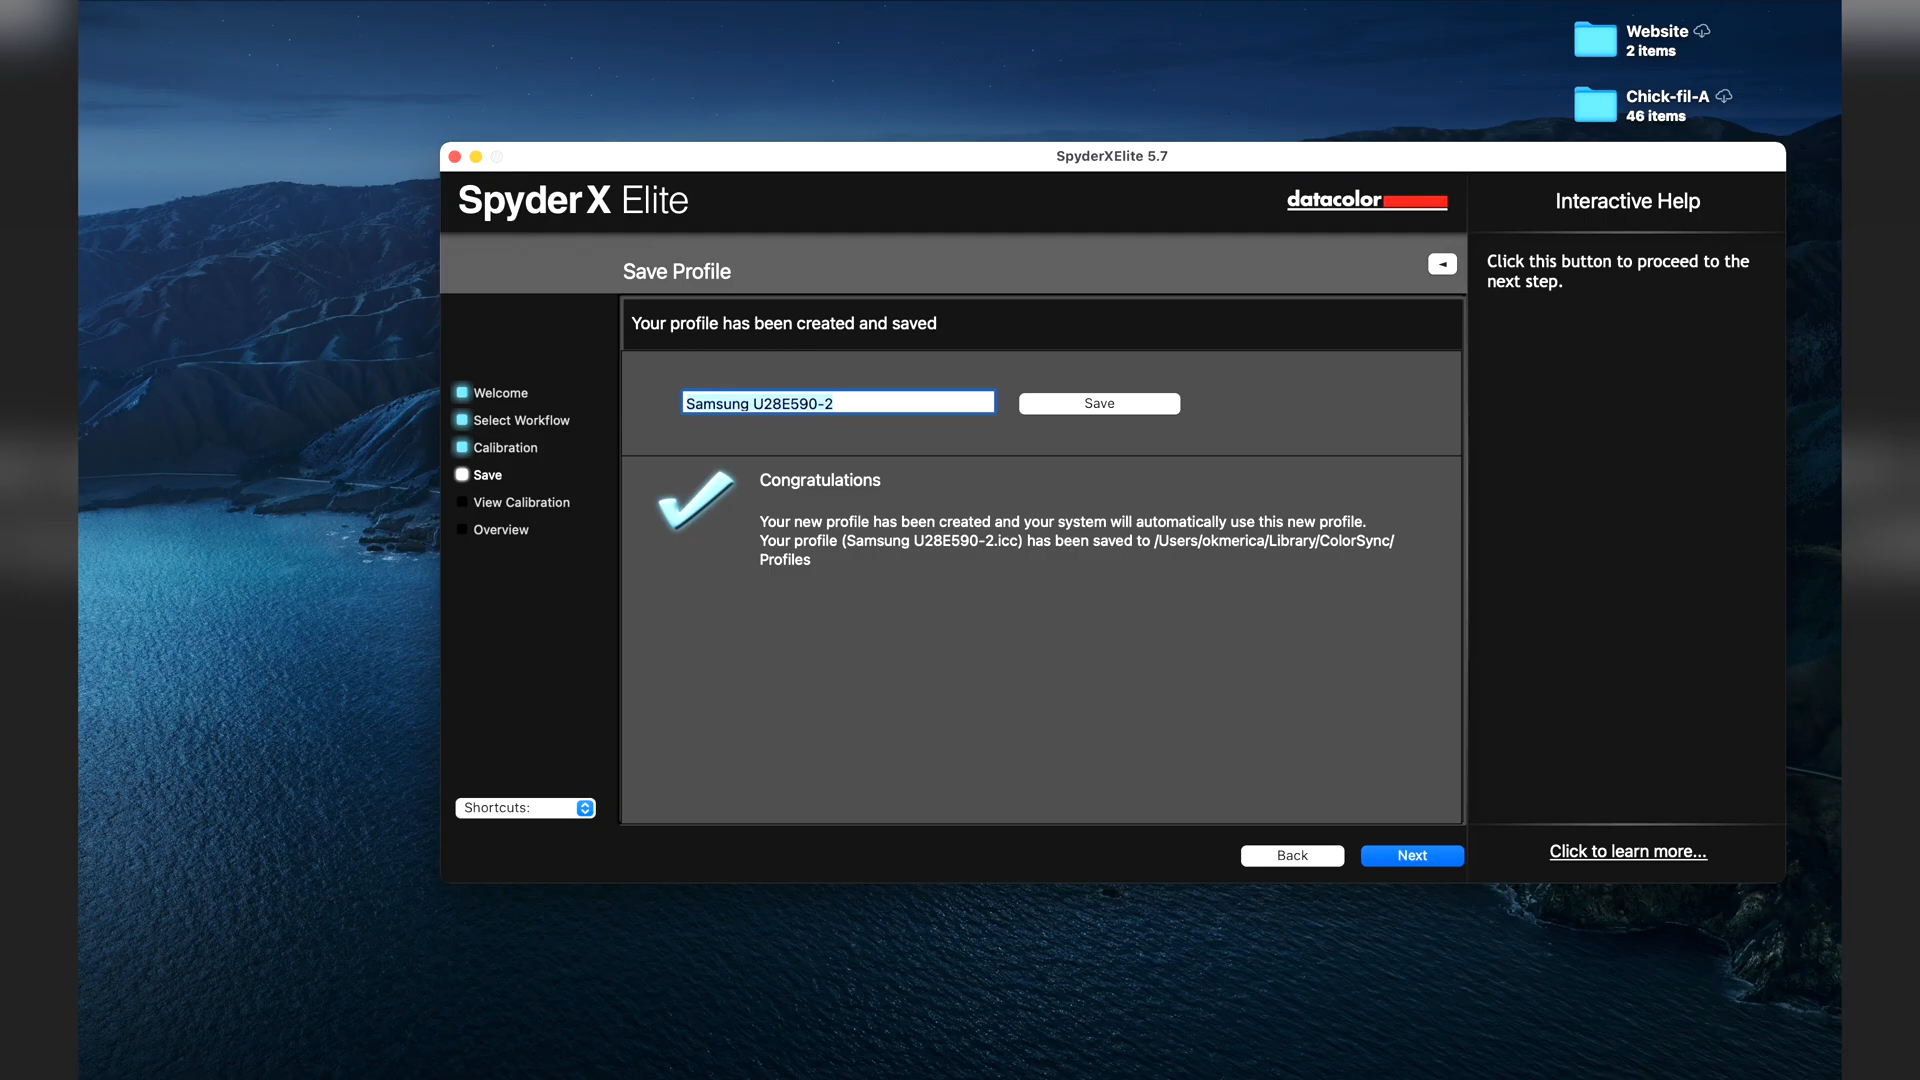 Website
2 items
Chick-fil-A
46 items
SpyderXElite 5.7
Spyder X Elite
datacolor
Interactive Help
Save Profile
Click this button to proceed to the
next step.
Your profile has been created and saved
Samsung U28E590-2
Save
Welcome
Select Workflow
Calibration
Save
View Calibration
Overview
Congratulations
Your new profile has been created and your system will automatically use this new profile.
Your profile (Samsung U28E590-2.icc) has been saved to /Users/okmerica/Library/ColorSync/
Profiles
Shortcuts:
Back
Next
Click to learn more...